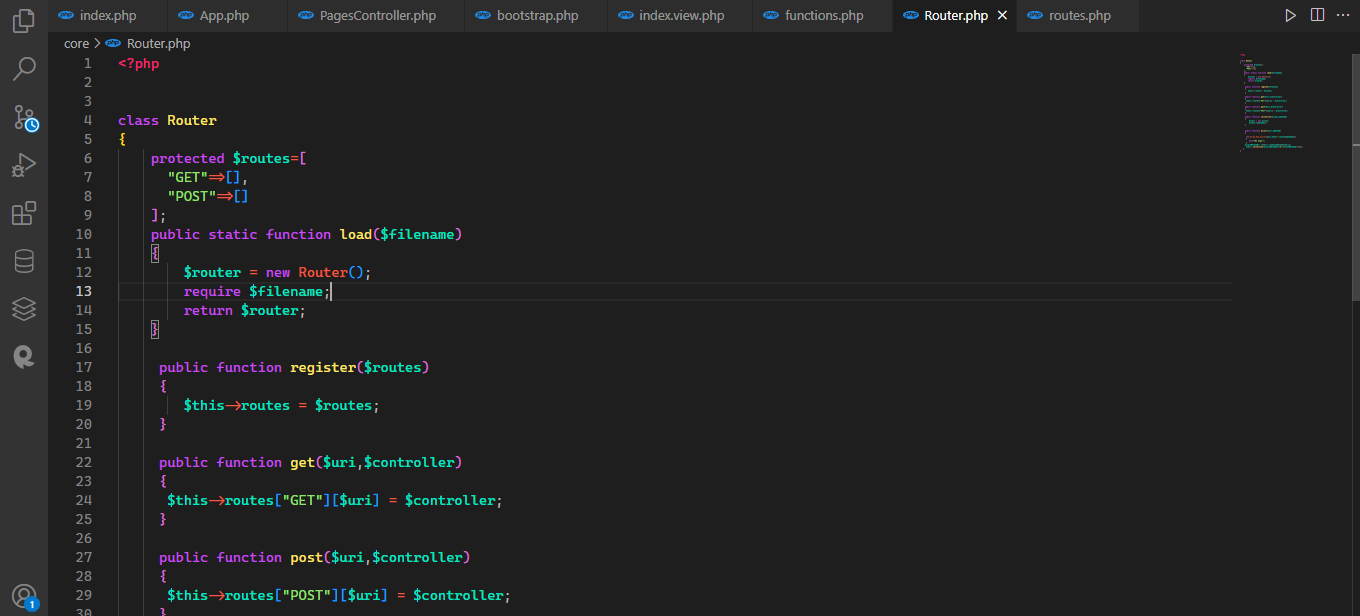 index.php App.php PagesController.php bootstrap.php index.view.php functions.php Router.php routes.php
core > Router.php
1 <?php
2
3
4 class Router
5 {
6 protected $routes=[
7 "GET"=>[],
8 "POST"=>[]
9 ];
10 public static function load($filename)
11 {
12 $router = new Router();
13 require $filename;
14 return $router;
15 }
16
17 public function register($routes)
18 {
19 $this->routes = $routes;
20 }
21
22 public function get($uri,$controller)
23 {
24 $this->routes["GET"][$uri] = $controller;
25 }
26
27 public function post($uri,$controller)
28 {
29 $this->routes["POST"][$uri] = $controller;
30 }
1